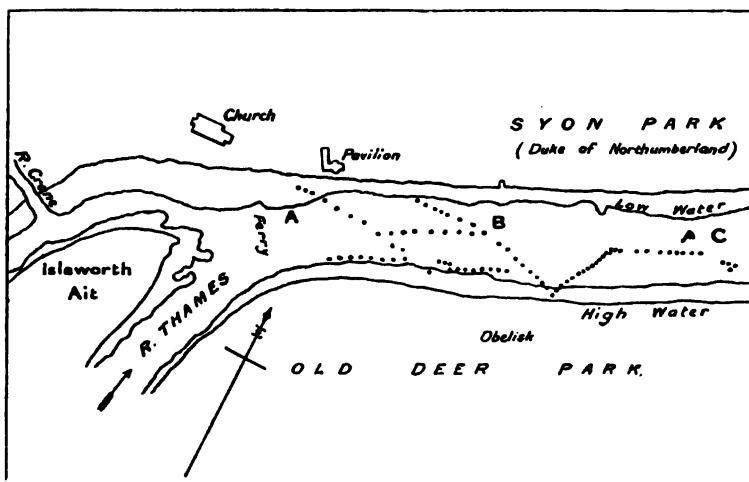 Church
SYON PARK
(Duke of Northumberland)
Pavilion
R. Crane
Low Water
A
B
A C
Ferry
Isleworth
Ait
R. THAMES
High Water
Obelisk
OLD DEER PARK.